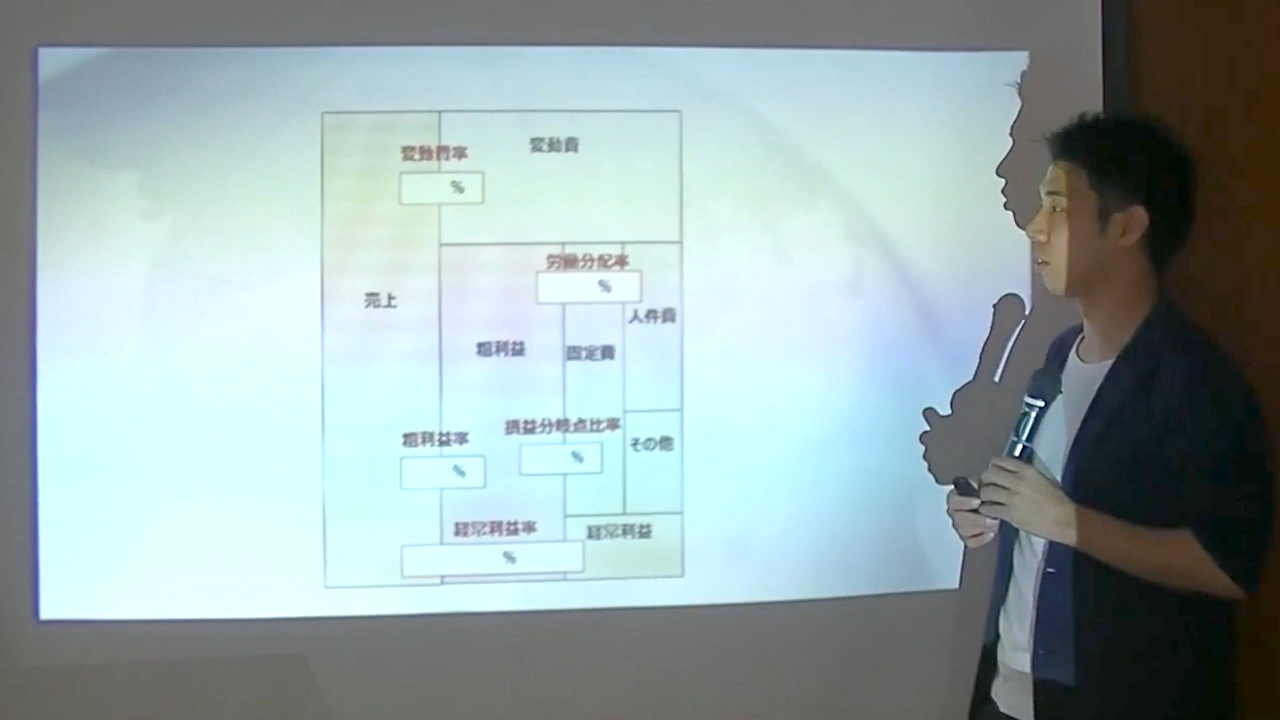 変動費率
変動費
%
労働分配率
%
売上
人件費
粗利益
固定費
粗利益率
損益分岐点比率
その他
%
%
経常利益率
経常利益
%